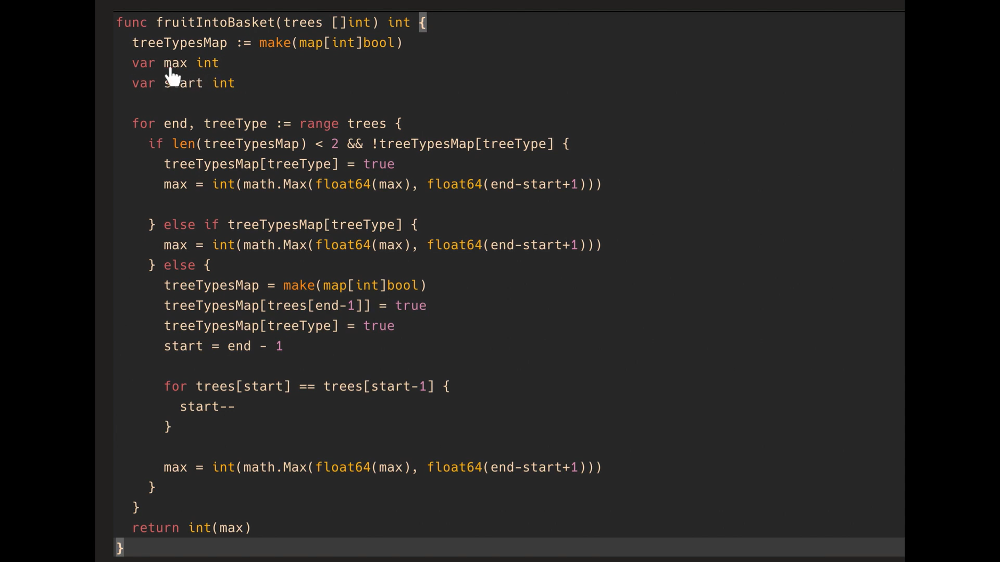 func fruitIntoBasket(trees []int) int {
  treeTypesMap := make(map[int]bool)
  var max int
  var start int
  for end, treeType := range trees {
    if len(treeTypesMap) < 2 && !treeTypesMap[treeType] {
      treeTypesMap[treeType] = true
      max = int(math.Max(float64(max), float64(end-start+1)))
    } else if treeTypesMap[treeType] {
      max = int(math.Max(float64(max), float64(end-start+1)))
    } else {
      treeTypesMap = make(map[int]bool)
      treeTypesMap[trees[end-1]] = true
      treeTypesMap[treeType] = true
      start = end - 1
      for trees[start] == trees[start-1] {
        start--
      }
      max = int(math.Max(float64(max), float64(end-start+1)))
    }
  }
  return int(max)
}